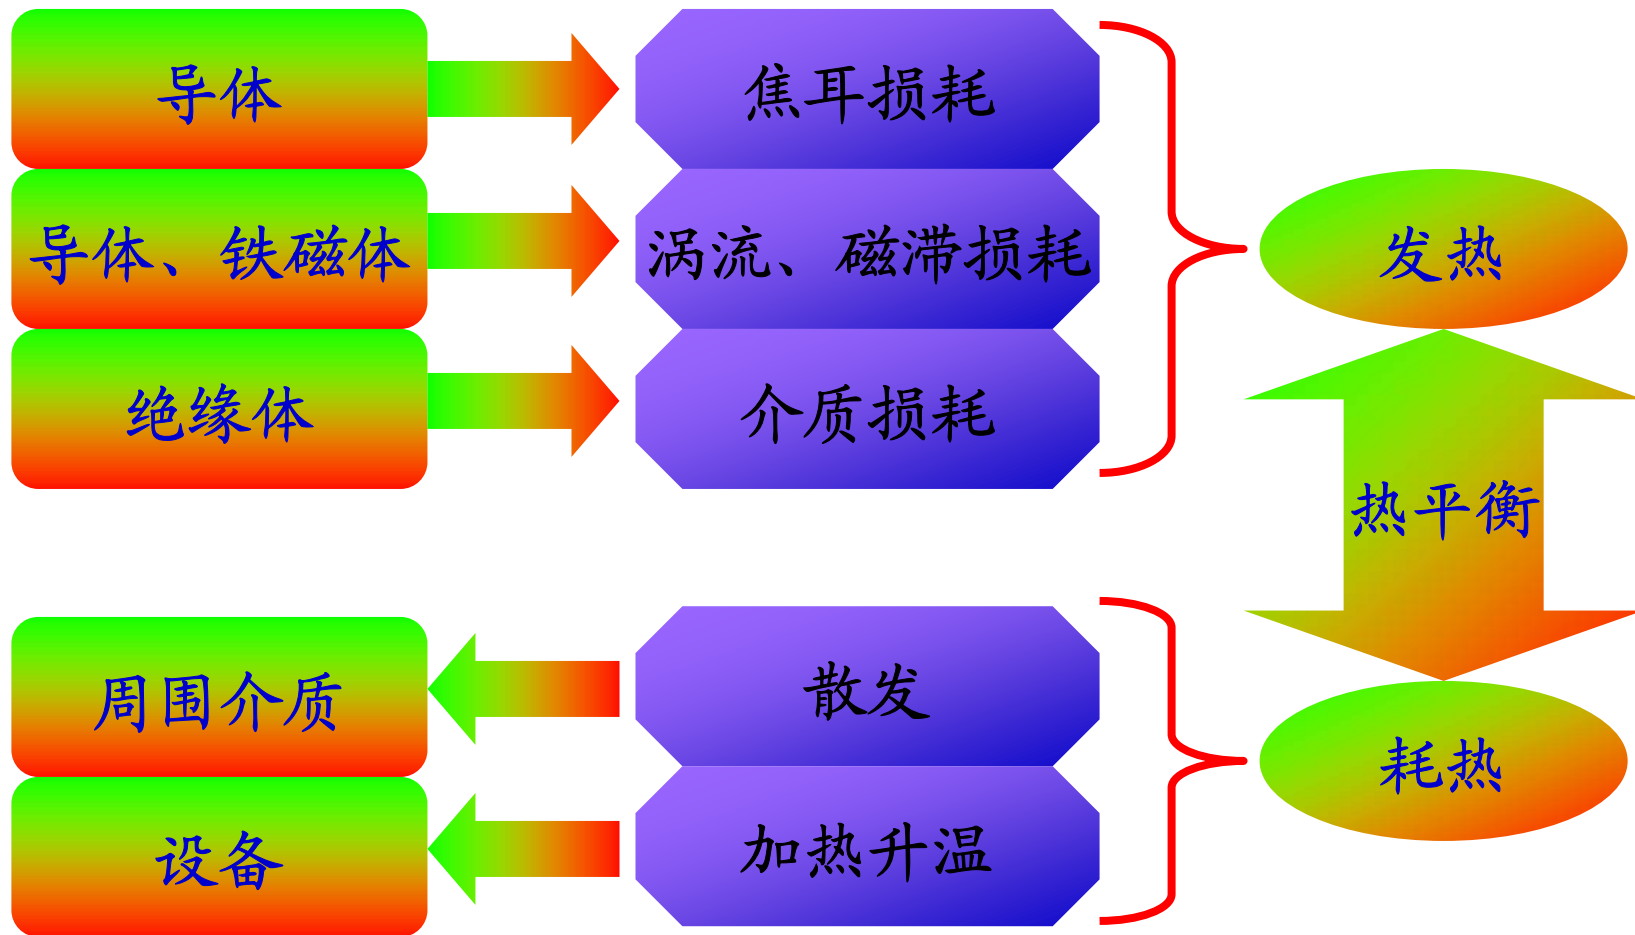 导体
焦耳损耗
导体、铁磁体
涡流、磁滞损耗
发热
绝缘体
介质损耗
热平衡
周围介质
散发
耗热
设备
加热升温